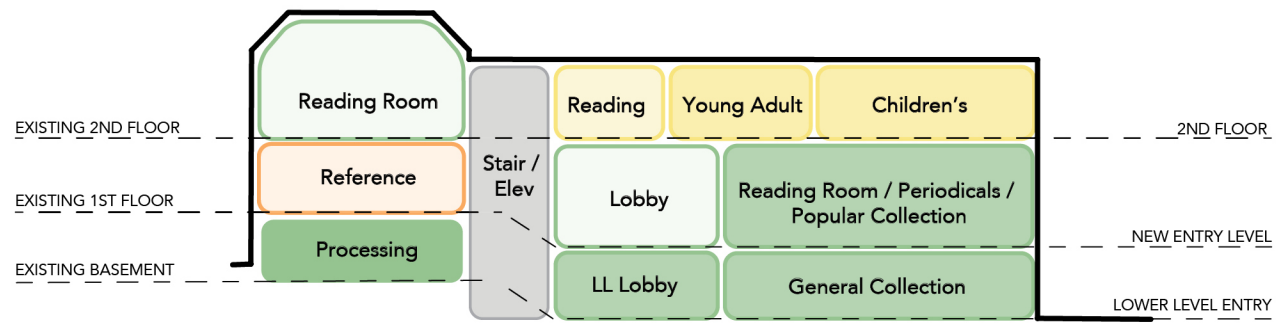 Reading Room
Reading
Young Adult
Children's
EXISTING 2ND FLOOR
2ND FLOOR
Stair /
Elev
Reference
Lobby
Reading Room / Periodicals /
Popular Collection
EXISTING 1ST FLOOR
NEW ENTRY LEVEL
Processing
EXISTING BASEMENT
LL Lobby
General Collection
LOWER LEVEL ENTRY